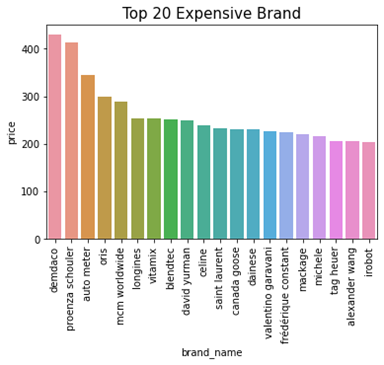 Top 20 Expensive Brand
price
400
300
200
100
0
demdaco
proenza schouler
auto meter
oris
mcm worldwide
longines
vitamix
blendtec
david yurman
celine
saint laurent
canada goose
dainese
valentino garavani
frédérique constant
mackage
michele
tag heuer
alexander wang
irobot
brand_name